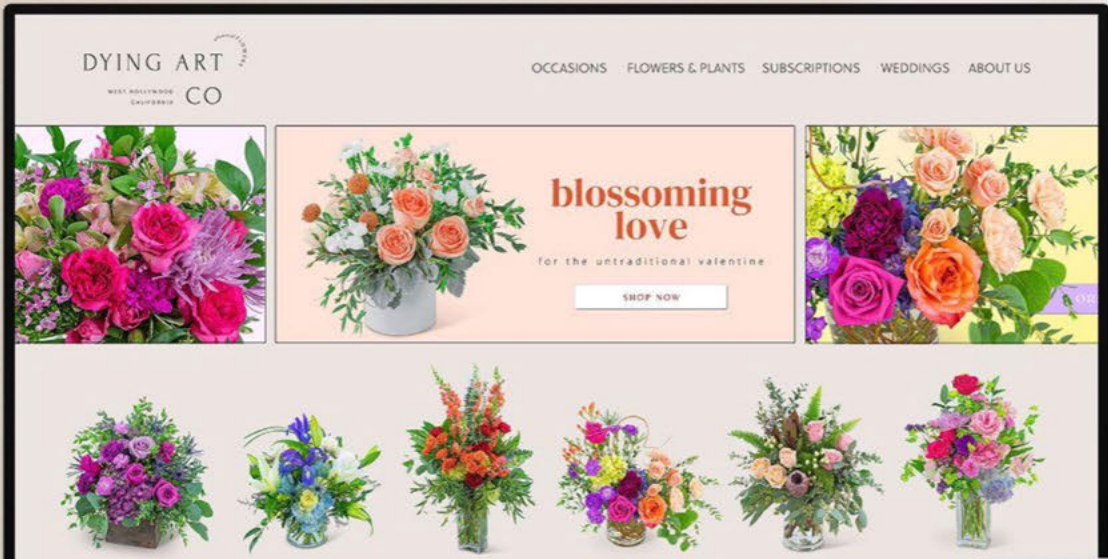 DYING ART
CO
WEST HOLLYWOOD
CALIFORNIA
OCCASIONS FLOWERS & PLANTS SUBSCRIPTIONS WEDDINGS ABOUT US
blossoming
love
for the untraditional valentine
SHOP NOW
OR